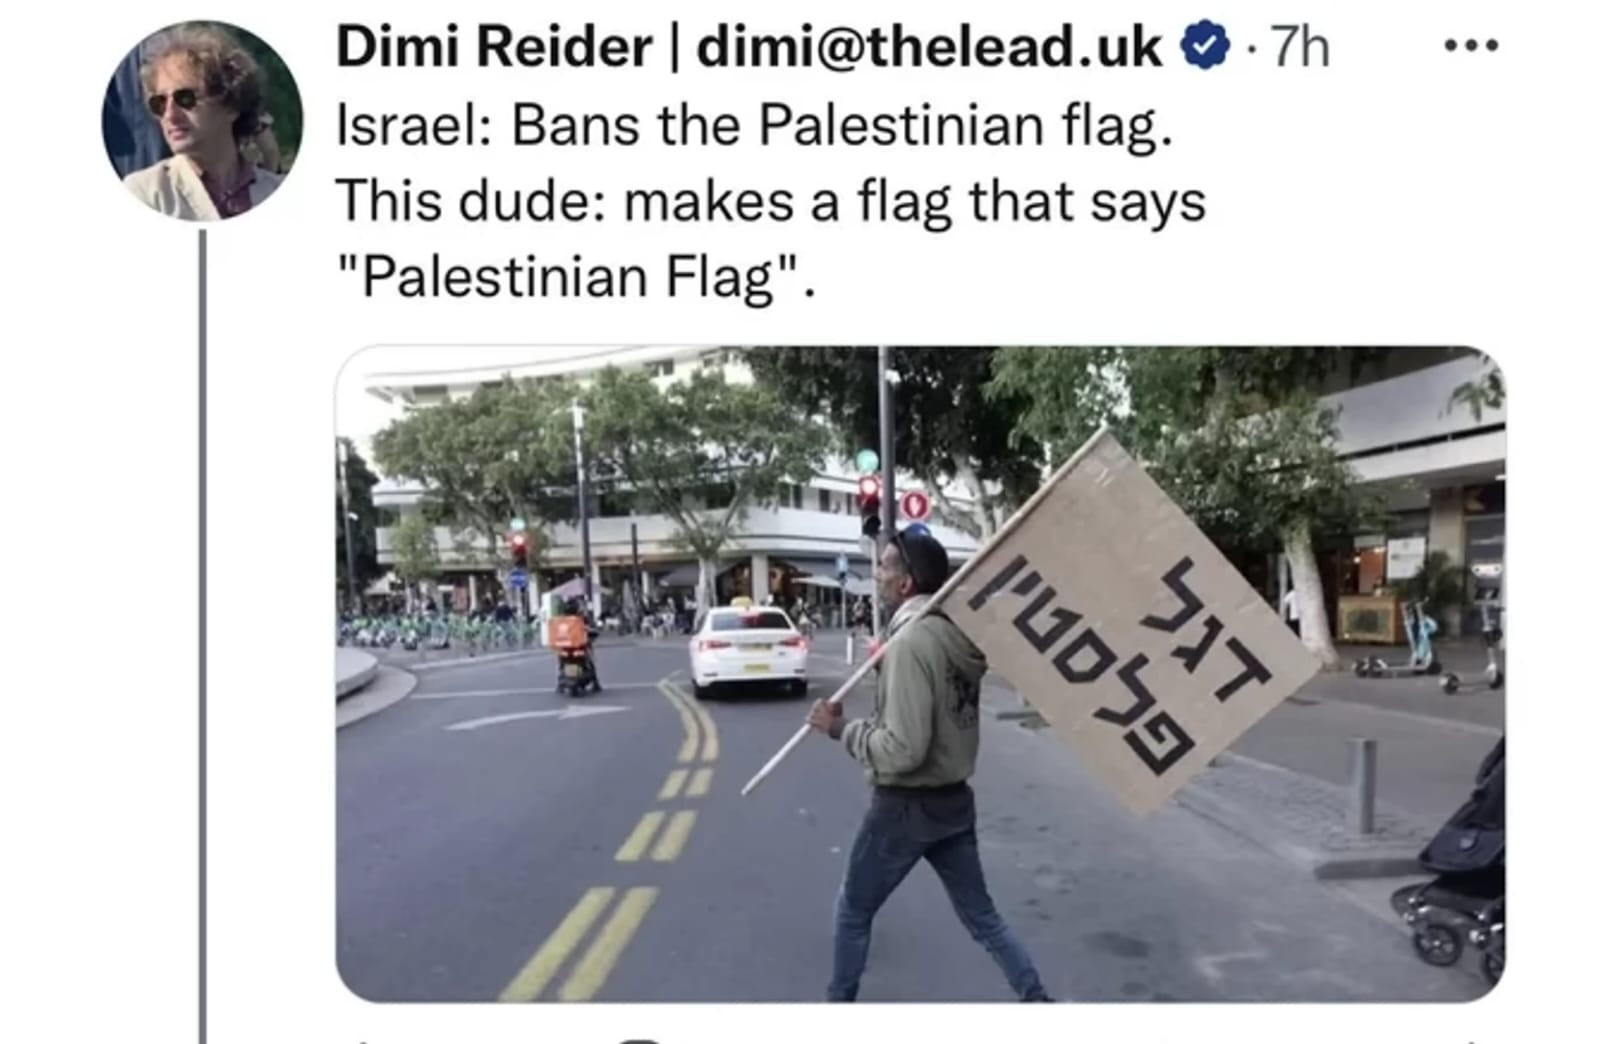 Dimi Reider | dimi@thelead.uk · 7h
Israel: Bans the Palestinian flag.
This dude: makes a flag that says
"Palestinian Flag".
דגל
פלסטין